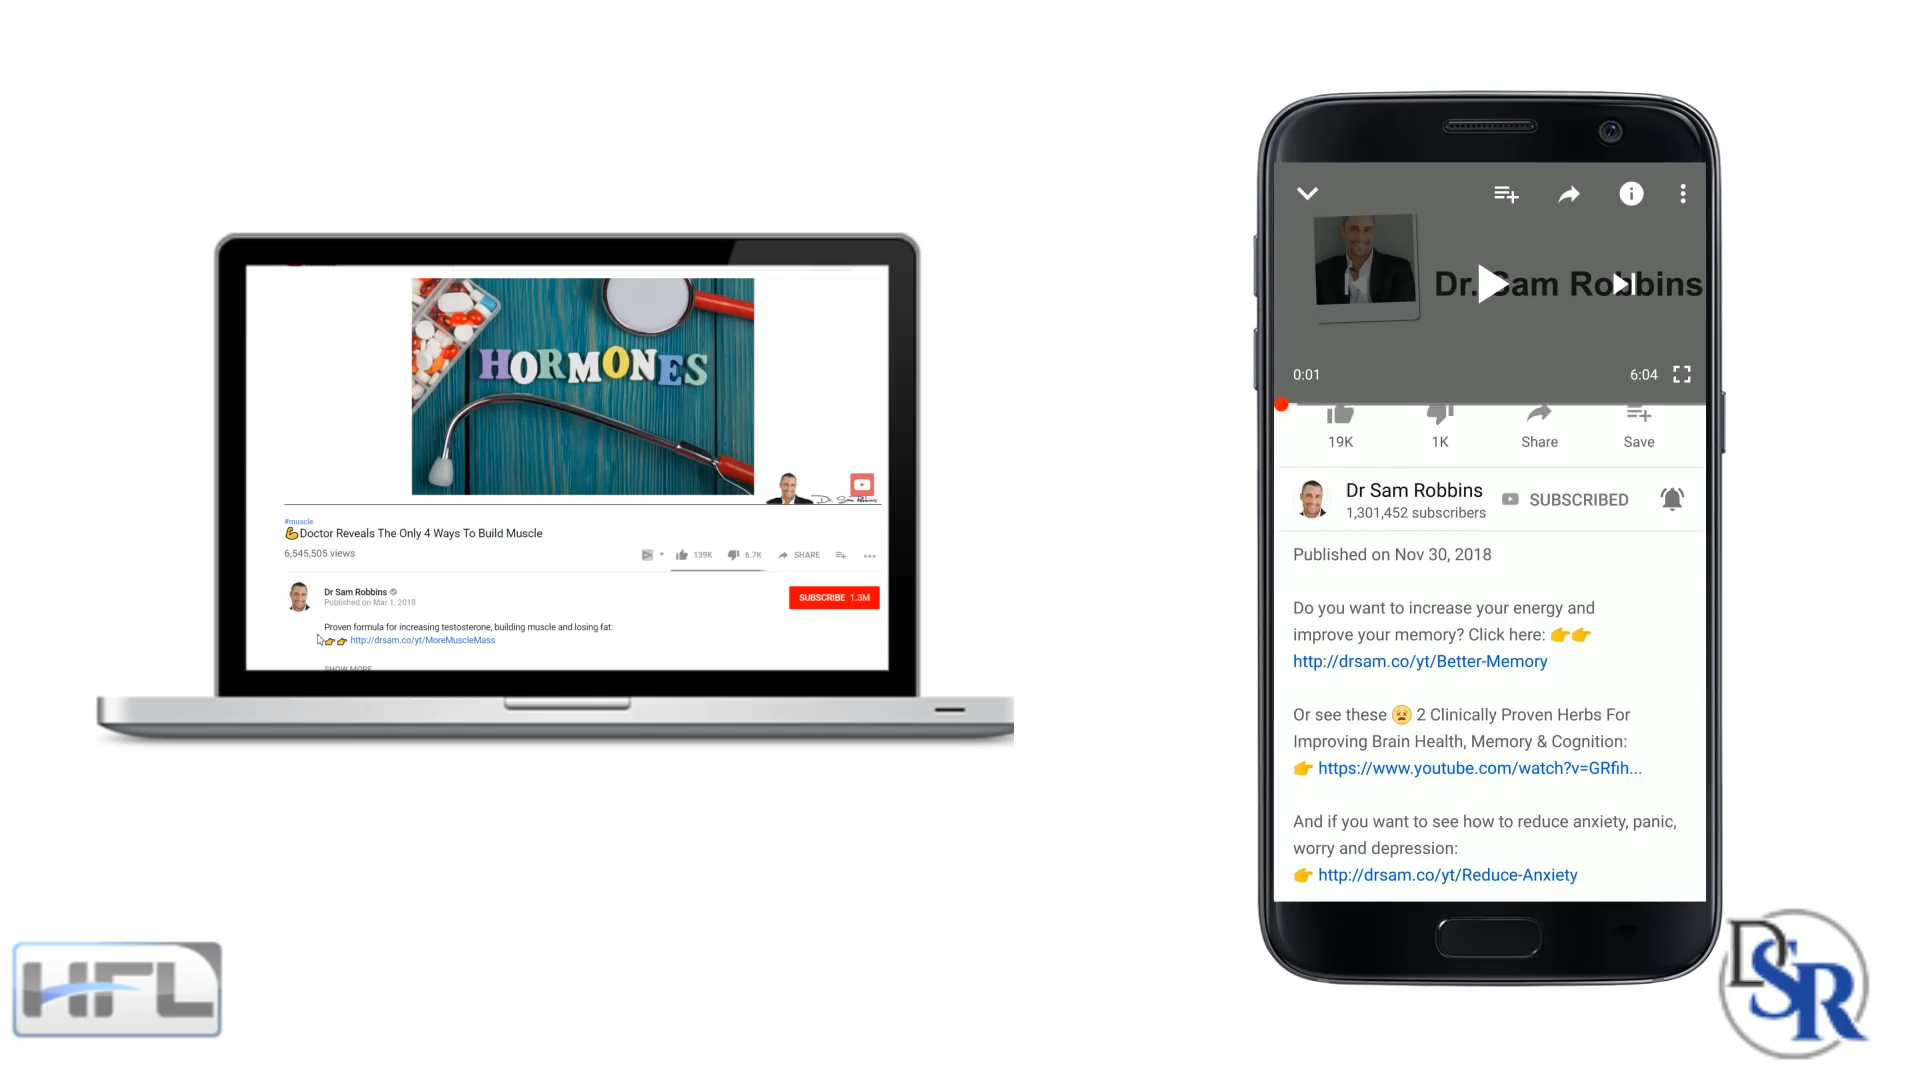 HORMONES
Dr. Sam Robbins
#muscle
💪Doctor Reveals The Only 4 Ways To Build Muscle
6,545,505 views
139K
6.7K
SHARE
Dr Sam Robbins
Published on Mar 1, 2018
SUBSCRIBE 1.3M
Proven formula for increasing testosterone, building muscle and losing fat:
👉👉 http://drsam.co/yt/MoreMuscleMass
SHOW MORE
Dr. Sam Robbins
0:01
6:04
19K
1K
Share
Save
Dr Sam Robbins
1,301,452 subscribers
SUBSCRIBED
Published on Nov 30, 2018
Do you want to increase your energy and
improve your memory? Click here: 👉👉
http://drsam.co/yt/Better-Memory
Or see these 😵 2 Clinically Proven Herbs For
Improving Brain Health, Memory & Cognition:
👉 https://www.youtube.com/watch?v=GRfih...
And if you want to see how to reduce anxiety, panic,
worry and depression:
👉 http://drsam.co/yt/Reduce-Anxiety
HFL
DSR